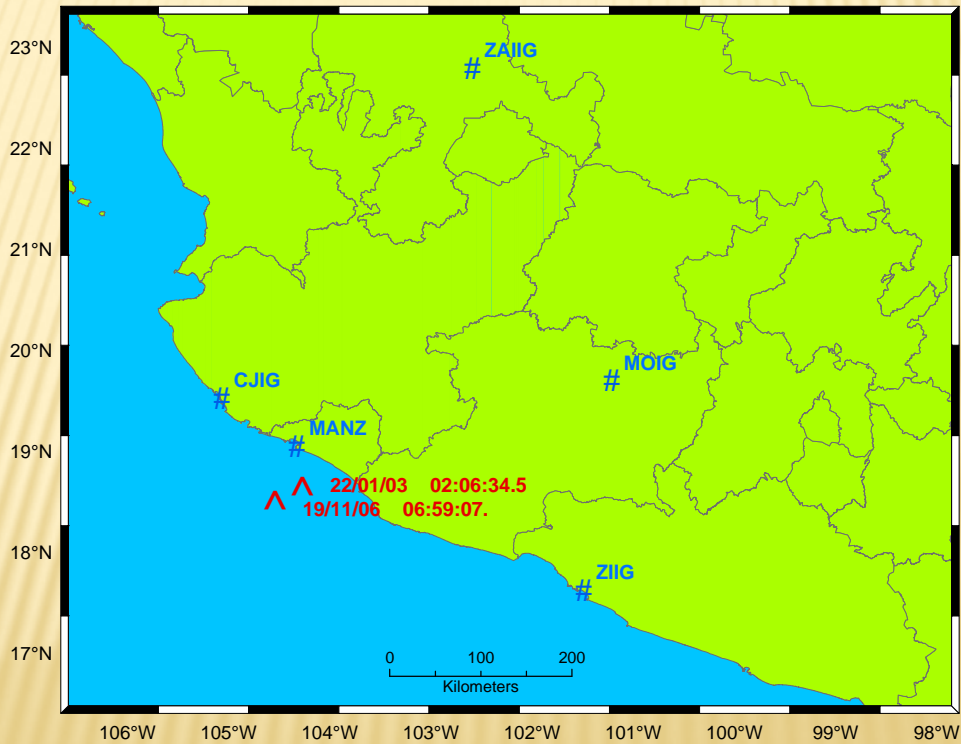 23°N
ZAIIG
#
22°N
21°N
20°N
MOIG
#
CJIG
#
19°N
MANZ
#
^ 22/01/03 02:06:34.5
^ 19/11/06 06:59:07.
18°N
ZIIG
#
17°N
0 100 200
Kilometers
106°W 105°W 104°W 103°W 102°W 101°W 100°W 99°W 98°W